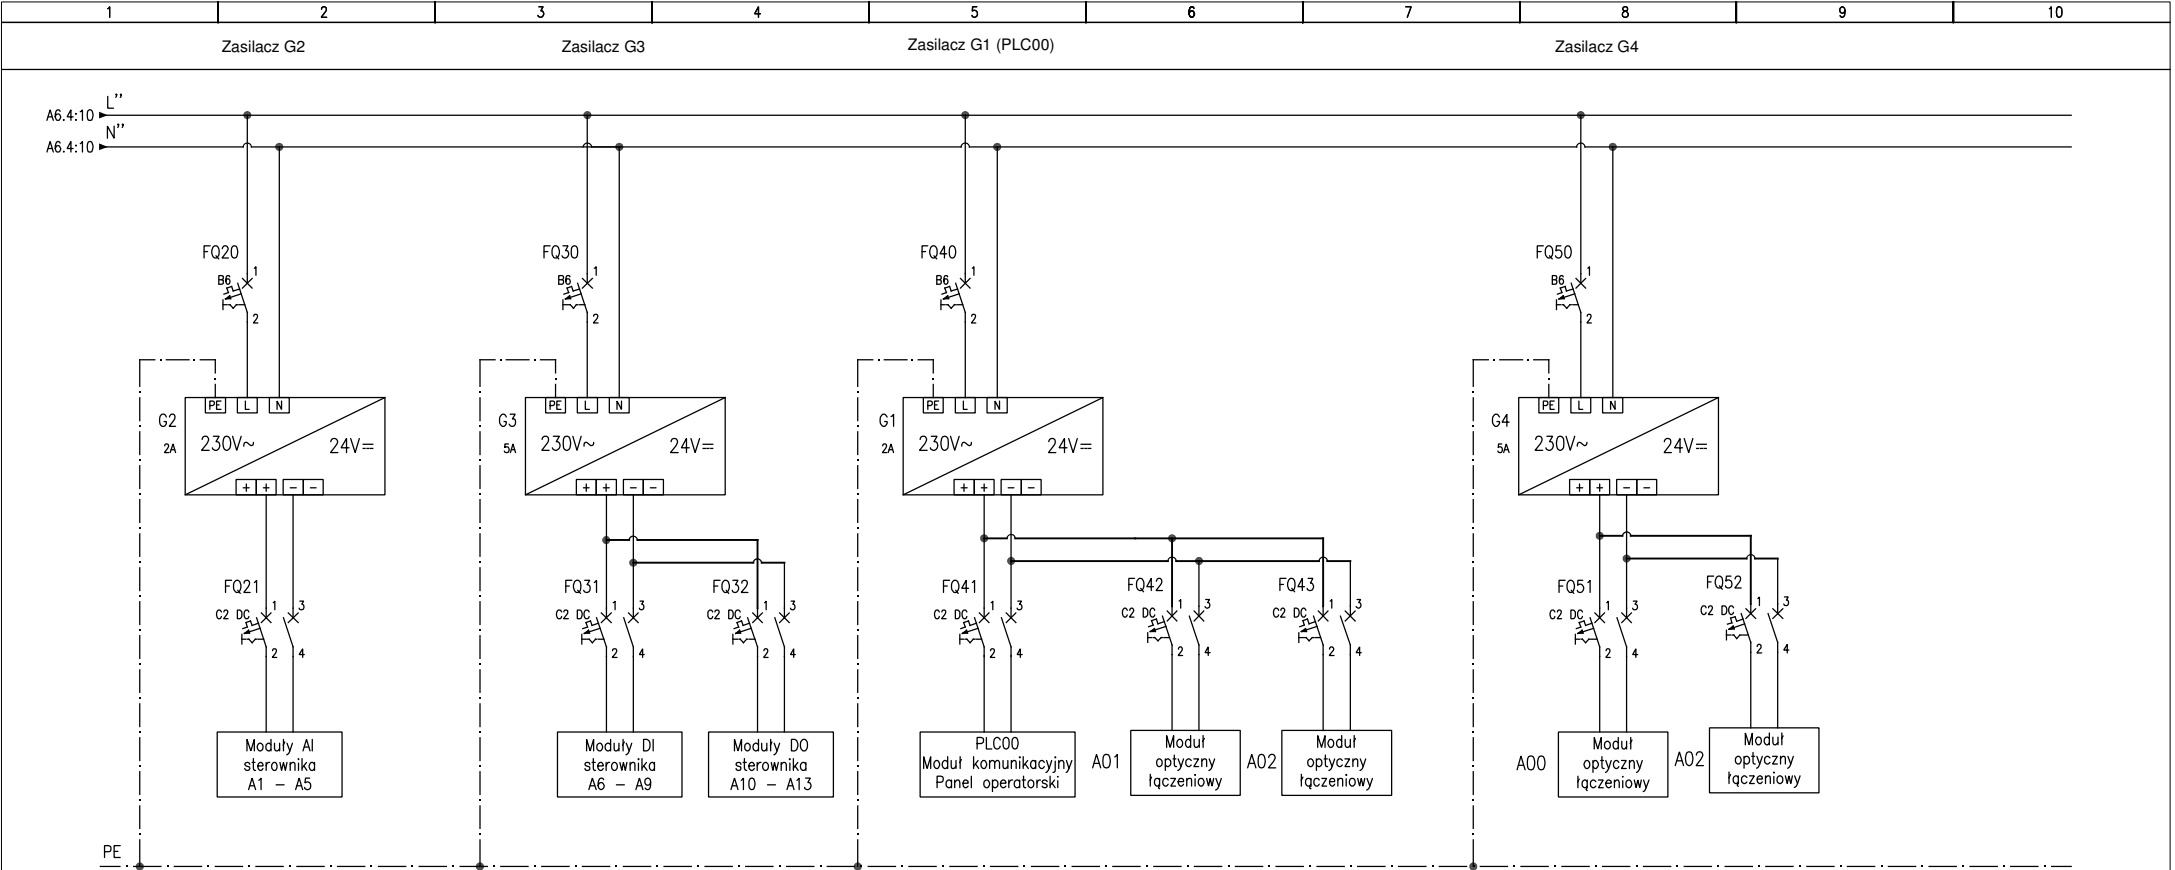 1 2 3 4 5 6 7 8 9 10
Zasilacz G2 Zasilacz G3 Zasilacz G1 (PLC00) Zasilacz G4
L’’
A6.4:10
N’’
A6.4:10
FQ20 FQ30 FQ40 FQ50
1 1 1 1
B6 B6 B6 B6
2 2 2 2
PE L N PE L N PE L N PE L N
G2 G3 G1 G4
230V~ 24V= 230V~ 24V= 230V~ 24V= 230V~ 24V=
2A 5A 2A 5A
+ + − − + + − − + + − − + + − −
FQ21 FQ31 FQ32 FQ41 FQ42 FQ43 FQ51 FQ52
1 3 1 3 1 3 1 3 1 3 1 3 1 3 1 3
C2 DC C2 DC C2 DC C2 DC C2 DC C2 DC C2 DC C2 DC
2 4 2 4 2 4 2 4 2 4 2 4 2 4 2 4
Moduły AI
sterownika
A1 − A5
Moduły DI
sterownika
A6 − A9
Moduły DO
sterownika
A10 − A13
PLC00
Moduł komunikacyjny
Panel operatorski
A01
Moduł
optyczny
łączeniowy
A02
Moduł
optyczny
łączeniowy
A00
Moduł
optyczny
łączeniowy
A02
Moduł
optyczny
łączeniowy
PE